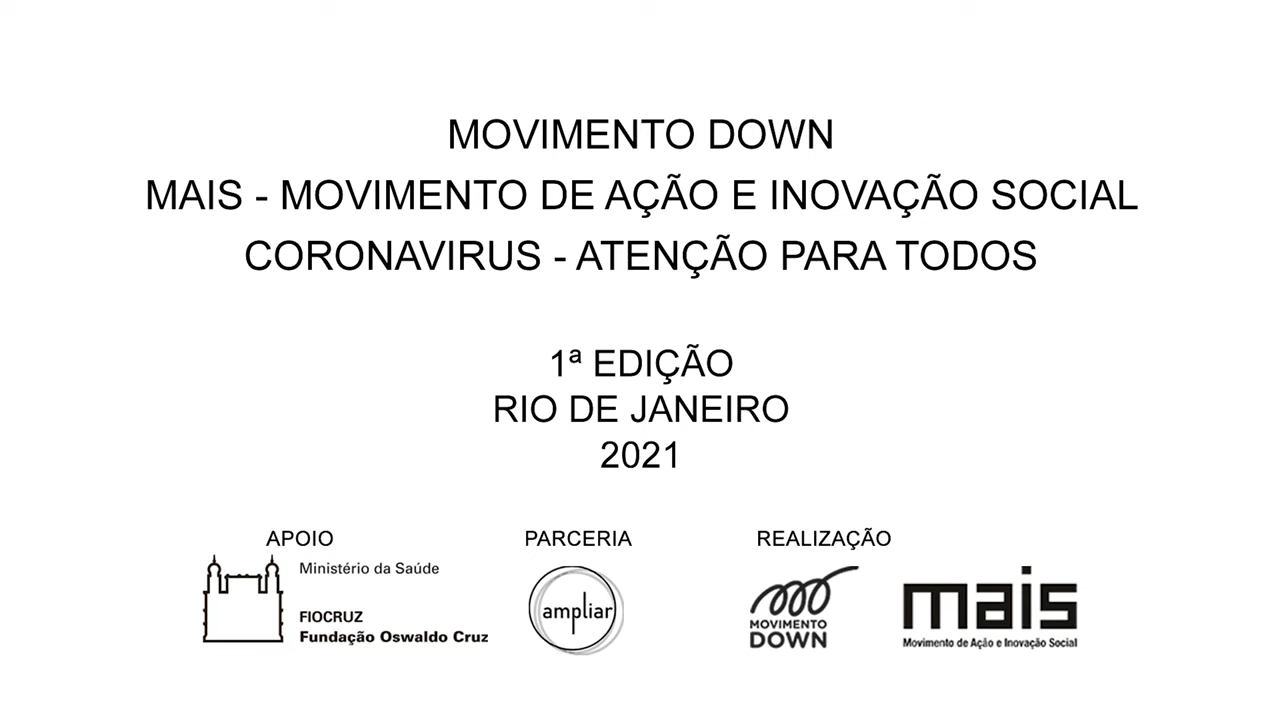 MOVIMENTO DOWN
MAIS - MOVIMENTO DE AÇÃO E INOVAÇÃO SOCIAL
CORONAVIRUS - ATENÇÃO PARA TODOS
1ª EDIÇÃO
RIO DE JANEIRO
2021
APOIO
Ministério da Saúde
FIOCRUZ
Fundação Oswaldo Cruz
PARCERIA
ampliar
REALIZAÇÃO
MOVIMENTO
DOWN
mais
Movimento de Ação e Inovação Social